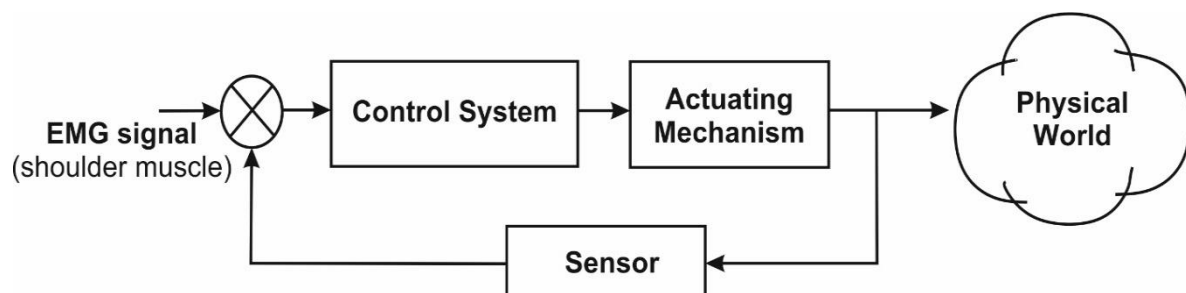 EMG signal
(shoulder muscle)
Control System
Actuating
Mechanism
Physical
World
Sensor